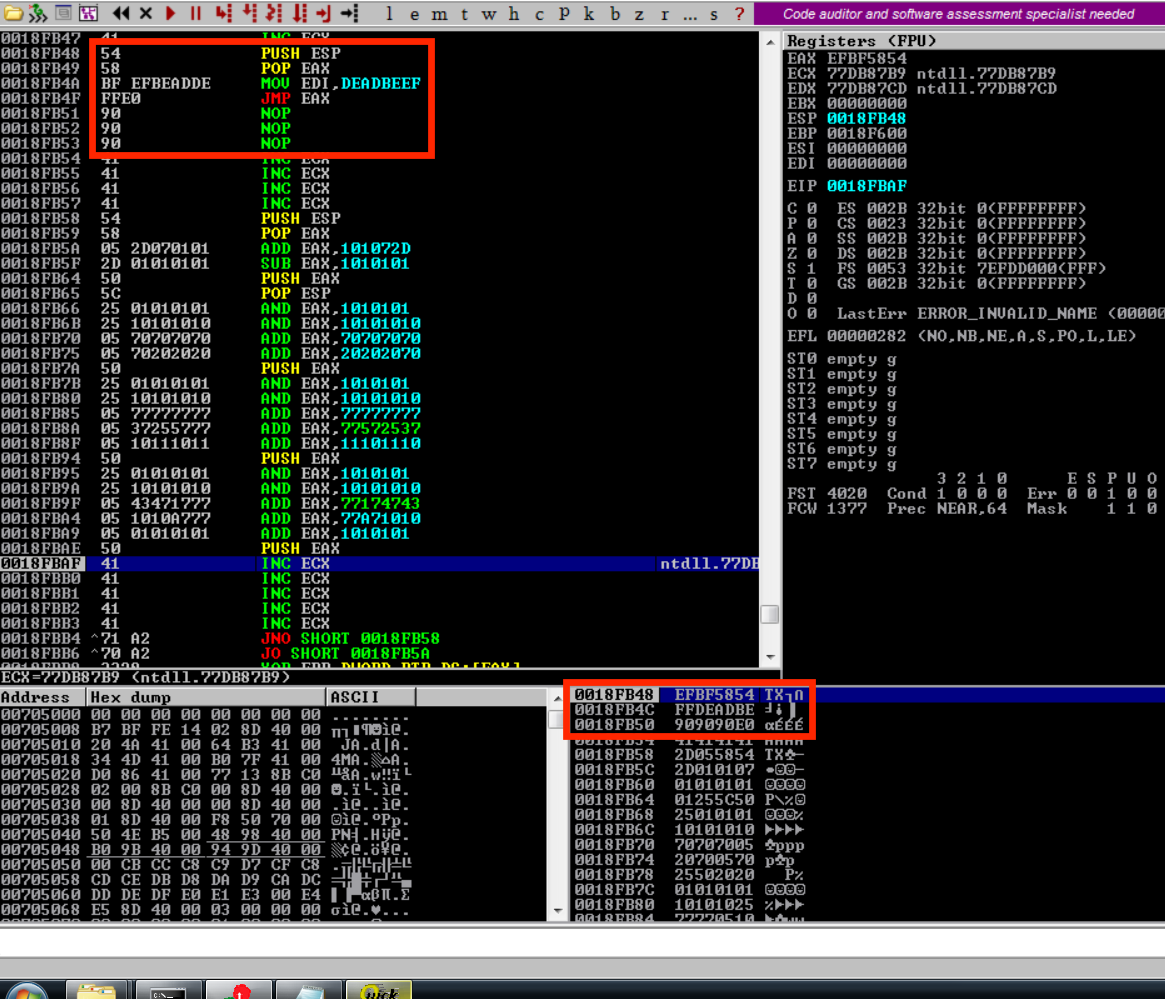 l e m t w h c P k b z r ... s ?
Code auditor and software assessment specialist needed
0018FB47 41 INC ECX
0018FB48 54 PUSH ESP
0018FB49 58 POP EAX
0018FB4A BF EFBEADDE MOV EDI,DEADBEEF
0018FB4F FFE0 JMP EAX
0018FB51 90 NOP
0018FB52 90 NOP
0018FB53 90 NOP
0018FB54 41 INC ECX
0018FB55 41 INC ECX
0018FB56 41 INC ECX
0018FB57 41 INC ECX
0018FB58 54 PUSH ESP
0018FB59 58 POP EAX
0018FB5A 05 2D070101 ADD EAX,101072D
0018FB5F 2D 01010101 SUB EAX,1010101
0018FB64 50 PUSH EAX
0018FB65 5C POP ESP
0018FB66 25 01010101 AND EAX,1010101
0018FB6B 25 10101010 AND EAX,10101010
0018FB70 05 70707070 ADD EAX,70707070
0018FB75 05 70202020 ADD EAX,20202070
0018FB7A 50 PUSH EAX
0018FB7B 25 01010101 AND EAX,1010101
0018FB80 25 10101010 AND EAX,10101010
0018FB85 05 77777777 ADD EAX,77777777
0018FB8A 05 37255777 ADD EAX,77572537
0018FB8F 05 10111011 ADD EAX,11101110
0018FB94 50 PUSH EAX
0018FB95 25 01010101 AND EAX,1010101
0018FB9A 25 10101010 AND EAX,10101010
0018FB9F 05 43471777 ADD EAX,77174743
0018FBA4 05 1010A777 ADD EAX,77A71010
0018FBA9 05 01010101 ADD EAX,1010101
0018FBAE 50 PUSH EAX
0018FBAF 41 INC ECX ntdll.77DB
0018FBB0 41 INC ECX
0018FBB1 41 INC ECX
0018FBB2 41 INC ECX
0018FBB3 41 INC ECX
0018FBB4 ^71 A2 JNO SHORT 0018FB58
0018FBB6 ^70 A2 JO SHORT 0018FB5A
ECX=77DB87B9 (ntdll.77DB87B9)
Registers (FPU)
EAX EFBF5854
ECX 77DB87B9 ntdll.77DB87B9
EDX 77DB87CD ntdll.77DB87CD
EBX 00000000
ESP 0018FB48
EBP 0018F600
ESI 00000000
EDI 00000000
EIP 0018FBAF
C 0 ES 002B 32bit 0(FFFFFFFF)
P 0 CS 0023 32bit 0(FFFFFFFF)
A 0 SS 002B 32bit 0(FFFFFFFF)
Z 0 DS 002B 32bit 0(FFFFFFFF)
S 1 FS 0053 32bit 7EFDD000(FFF)
T 0 GS 002B 32bit 0(FFFFFFFF)
D 0
O 0 LastErr ERROR_INVALID_NAME (00000
EFL 00000282 (NO,NB,NE,A,S,PO,L,LE)
ST0 empty g
ST1 empty g
ST2 empty g
ST3 empty g
ST4 empty g
ST5 empty g
ST6 empty g
ST7 empty g
3 2 1 0 E S P U O
FST 4020 Cond 1 0 0 0 Err 0 0 1 0 0
FCW 1377 Prec NEAR,64 Mask 1 1 0
Address Hex dump ASCII
00705000 00 00 00 00 00 00 00 00 ........
00705008 B7 BF FE 14 02 8D 40 00
00705010 20 4A 41 00 64 B3 41 00 JA.d│A.
00705018 34 4D 41 00 B0 7F 41 00
00705020 D0 86 41 00 77 13 8B C0
00705028 02 00 8B C0 00 8D 40 00
00705030 00 8D 40 00 00 8D 40 00 .ì@..ì@.
00705038 01 8D 40 00 F8 50 70 00 ☺ì@.°Pp.
00705040 50 4E B5 00 48 98 40 00 PN╡.Hÿ@.
00705048 B0 9B 40 00 94 9D 40 00 ░¢@.ö¥@.
00705050 00 CB CC C8 C9 D7 CF C8
00705058 CD CE DB D8 DA D9 CA DC
00705060 DD DE DF E0 E1 E3 00 E4
00705068 E5 8D 40 00 03 00 00 00 σì@.♥...
0018FB48 EFBF5854 TX┐∩
0018FB4C FFDEADBE
0018FB50 909090E0 αÉÉÉ
0018FB54 41414141 AAAA
0018FB58 2D055854 TX♣-
0018FB5C 2D010107 •☺☺-
0018FB60 01010101 ☺☺☺☺
0018FB64 01255C50 P\%☺
0018FB68 25010101 ☺☺☺%
0018FB6C 10101010 ►►►►
0018FB70 70707005 ♣ppp
0018FB74 20700570 p♣p
0018FB78 25502020 P%
0018FB7C 01010101 ☺☺☺☺
0018FB80 10101025 %►►►
0018FB84 77770510 ►♣ww